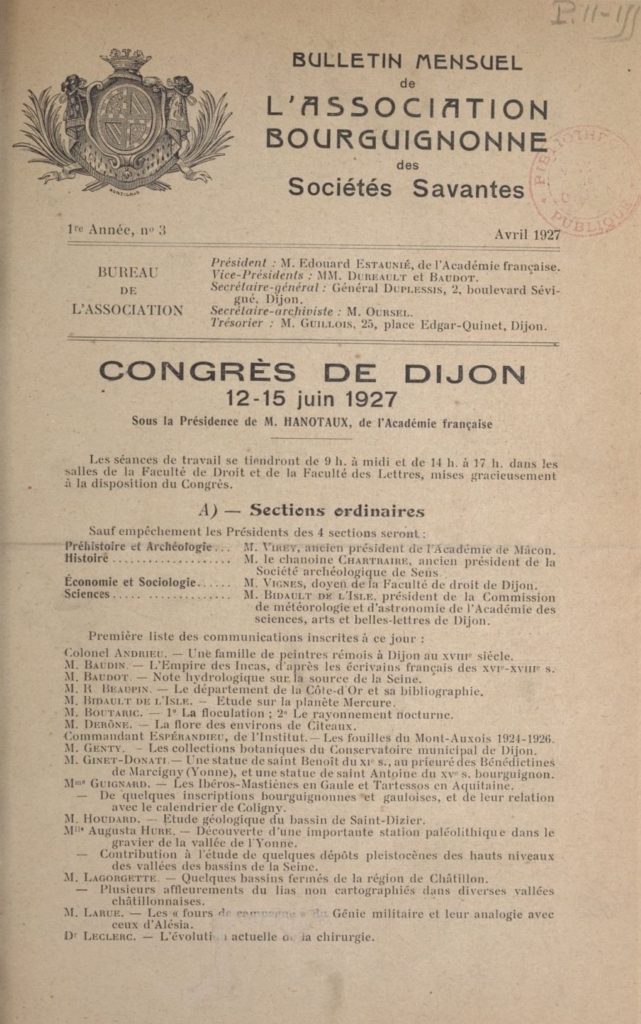 P.11-155
BULLETIN MENSUEL
de
L'ASSOCIATION
BOURGUIGNONNE
des
Sociétés Savantes
BIBLIOTHE
PUBLIQUE
1re Année, no 3
Avril 1927
BUREAU
DE
L'ASSOCIATION
Président : M. Edouard ESTAUNIÉ, de l'Académie française.
Vice-Présidents : MM. DUREAULT et BAUDOT.
Secrétaire-général : Général DUPLESSIS, 2, boulevard Sévi-
gné, Dijon.
Secrétaire-archiviste : M. OURSEL.
Trésorier : M. GUILLOIS, 25, place Edgar-Quinet, Dijon.
CONGRÈS DE DIJON
12-15 juin 1927
Sous la Présidence de M. HANOTAUX, de l'Académie française
Les séances de travail se tiendront de 9 h. à midi et de 14 h. à 17 h. dans les
salles de la Faculté de Droit et de la Faculté des Lettres, mises gracieusement
à la disposition du Congrès.
A) — Sections ordinaires
Sauf empêchement les Présidents des 4 sections seront :
Préhistoire et Archéologie... M. VIREY, ancien président de l'Académie de Mâcon.
Histoire.................... M. le chanoine CHARTRAIRE, ancien président de la
Société archéologique de Sens.
Économie et Sociologie...... M. VIGNES, doyen de la Faculté de droit de Dijon.
Sciences.................... M. BIDAULT DE L'ISLE, président de la Commission
de météorologie et d'astronomie de l'Académie des
sciences, arts et belles-lettres de Dijon.
Première liste des communications inscrites à ce jour :
Colonel ANDRIEU. — Une famille de peintres rémois à Dijon au XVIIIe siècle.
M. BAUDIN. — L'Empire des Incas, d'après les écrivains français des XVIe-XVIIIe s.
M. BAUDOT. — Note hydrologique sur la source de la Seine.
M. R. BEAUPIN. — Le département de la Côte-d'Or et sa bibliographie.
M. BIDAULT DE L'ISLE. — Etude sur la planète Mercure.
M. BOUTARIC. — 1o La floculation ; 2o Le rayonnement nocturne.
M. DERÔNE. — La flore des environs de Cîteaux.
Commandant ESPÉRANDIEU, de l'Institut. — Les fouilles du Mont-Auxois 1924-1926.
M. GENTY. — Les collections botaniques du Conservatoire municipal de Dijon.
M. GINET-DONATI. — Une statue de saint Benoît du XIe s., au prieuré des Bénédictines
de Marcigny (Yonne), et une statue de saint Antoine du XVe s. bourguignon.
Mme GUIGNARD. — Les Ibéros-Mastiènes en Gaule et Tartessos en Aquitaine.
— De quelques inscriptions bourguignonnes et gauloises, et de leur relation
avec le calendrier de Coligny.
M. HOUDARD. — Etude géologique du bassin de Saint-Dizier.
Mlle Augusta HURE. — Découverte d'une importante station paléolithique dans le
gravier de la vallée de l'Yonne.
— Contribution à l'étude de quelques dépôts pleistocènes des hauts niveaux
des vallées des bassins de la Seine.
M. LAGORGETTE. — Quelques bassins fermés de la région de Châtillon.
— Plusieurs affleurements du lias non cartographiés dans diverses vallées
châtillonnaises.
M. LARUE. — Les « fours de campagne » du Génie militaire et leur analogie avec
ceux d'Alésia.
Dr LECLERC. — L'évolution actuelle de la chirurgie.